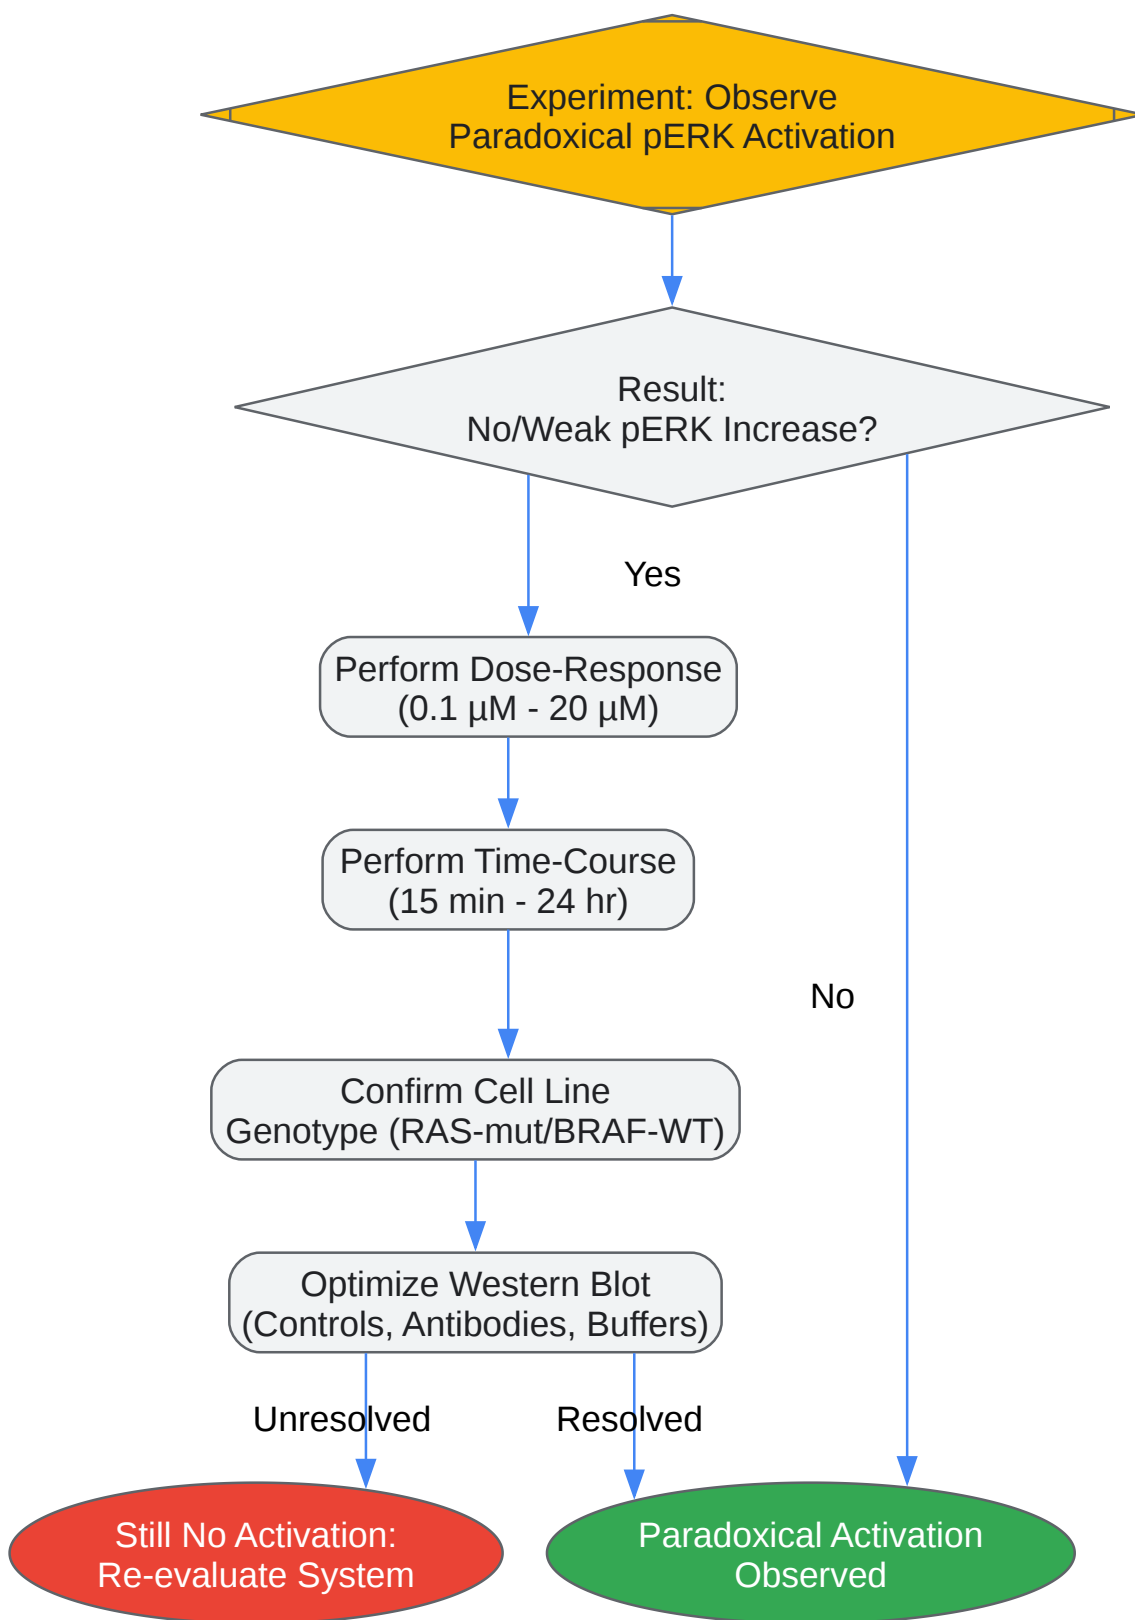 Experiment: Observe
Paradoxical pERK Activation
Result:
No/Weak pERK Increase?
Yes
Perform Dose-Response
(0.1 µM - 20 µM)
Perform Time-Course
(15 min - 24 hr)
No
Confirm Cell Line
Genotype (RAS-mut/BRAF-WT)
Optimize Western Blot
(Controls, Antibodies, Buffers)
Unresolved
Resolved
Still No Activation:
Re-evaluate System
Paradoxical Activation
Observed